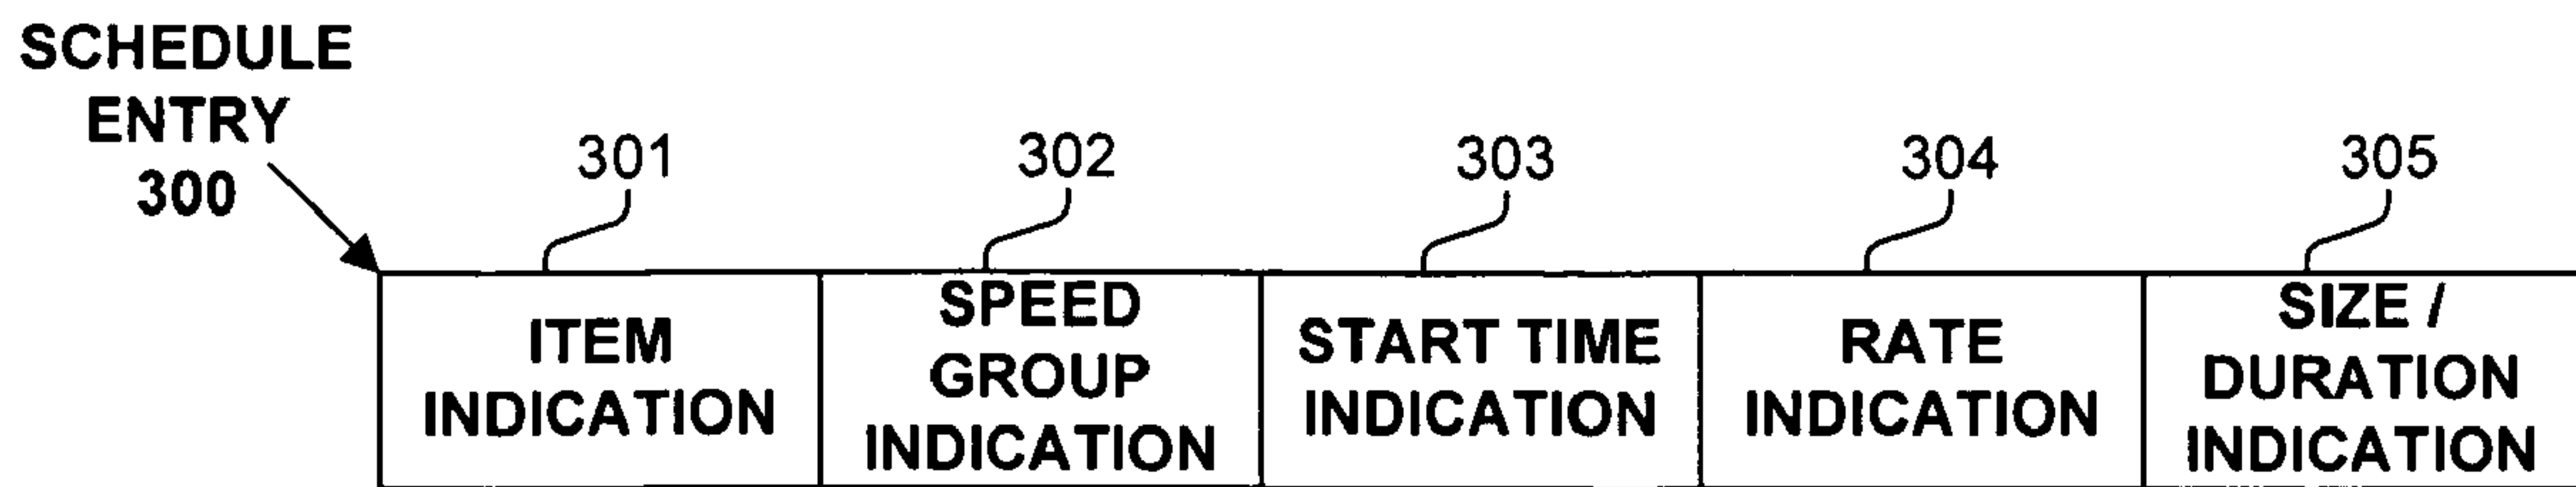 SCHEDULE
ENTRY
300
301
302
303
304
305
ITEM
INDICATION
SPEED
GROUP
INDICATION
START TIME
INDICATION
RATE
INDICATION
SIZE /
DURATION
INDICATION